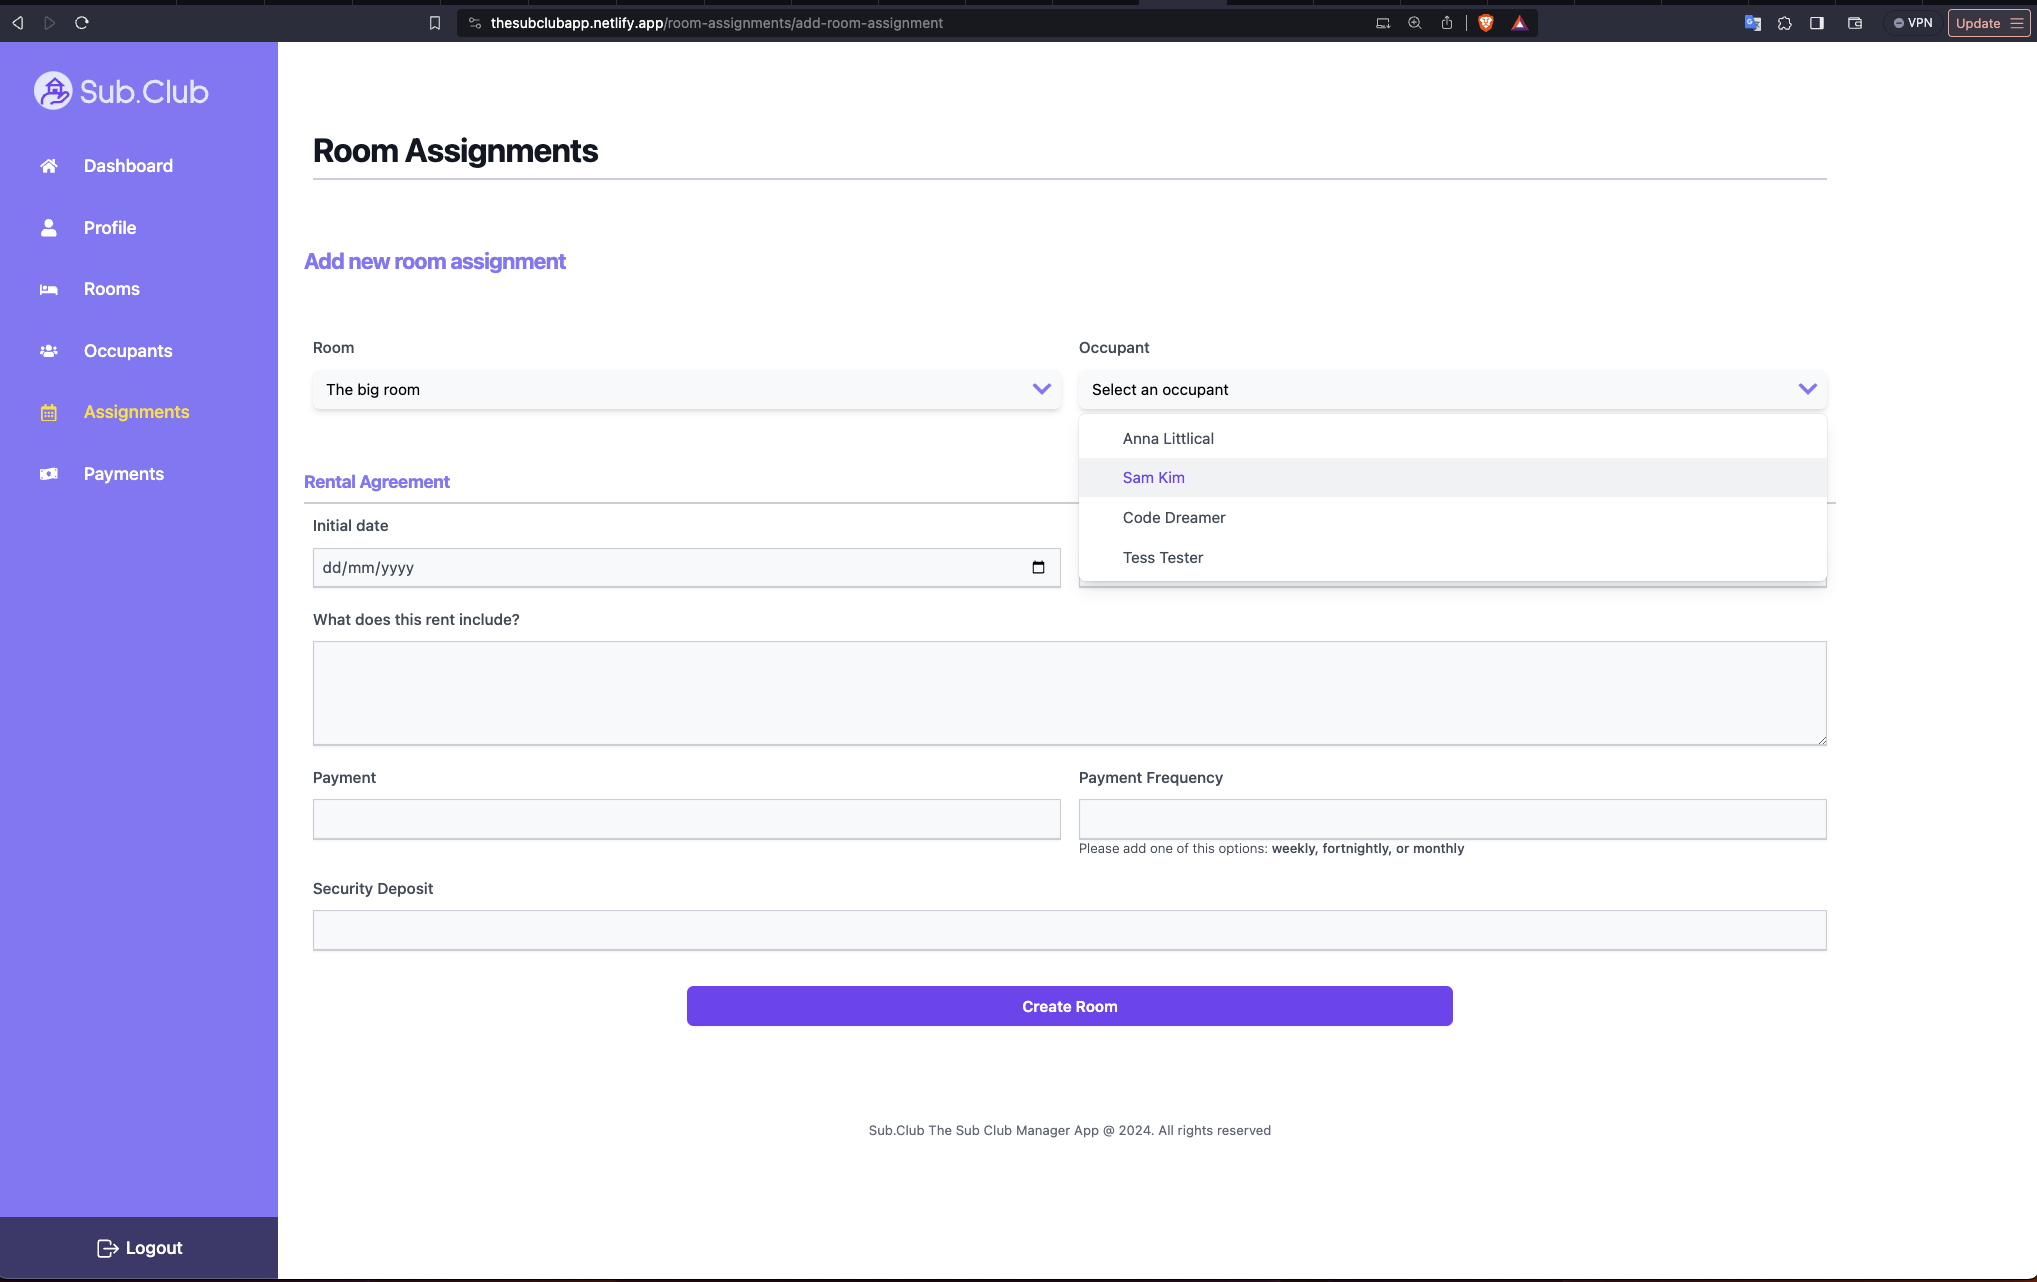 thesubclubapp.netlify.app/room-assignments/add-room-assignment
VPN
Update
Sub.Club
Dashboard
Profile
Rooms
Occupants
Assignments
Payments
Logout
Room Assignments
Add new room assignment
Room
Occupant
The big room
Select an occupant
Anna Littlical
Sam Kim
Code Dreamer
Tess Tester
Rental Agreement
Initial date
dd/mm/yyyy
What does this rent include?
Payment
Payment Frequency
Please add one of this options: weekly, fortnightly, or monthly
Security Deposit
Create Room
Sub.Club The Sub Club Manager App @ 2024. All rights reserved